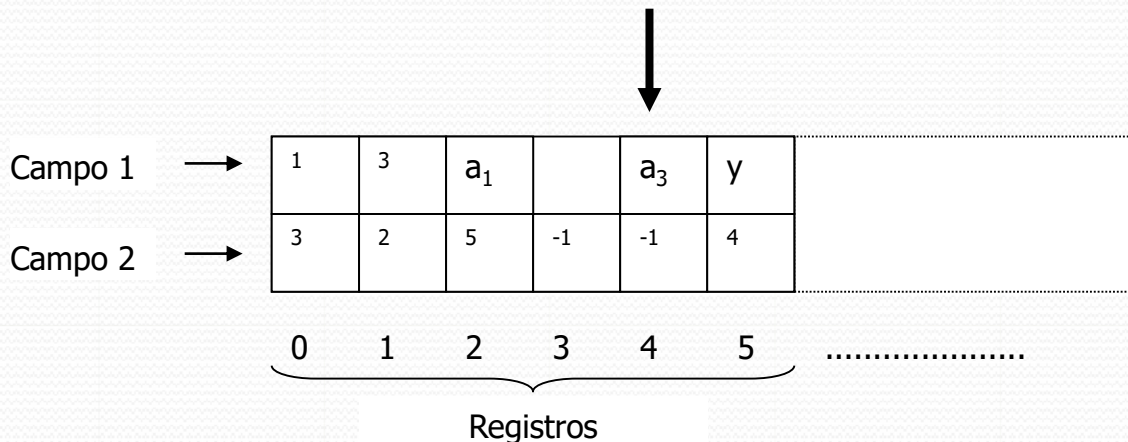 Campo 1 1 3 a₁ a₃ y
Campo 2 3 2 5 -1 -1 4
0 1 2 3 4 5 .....................
Registros